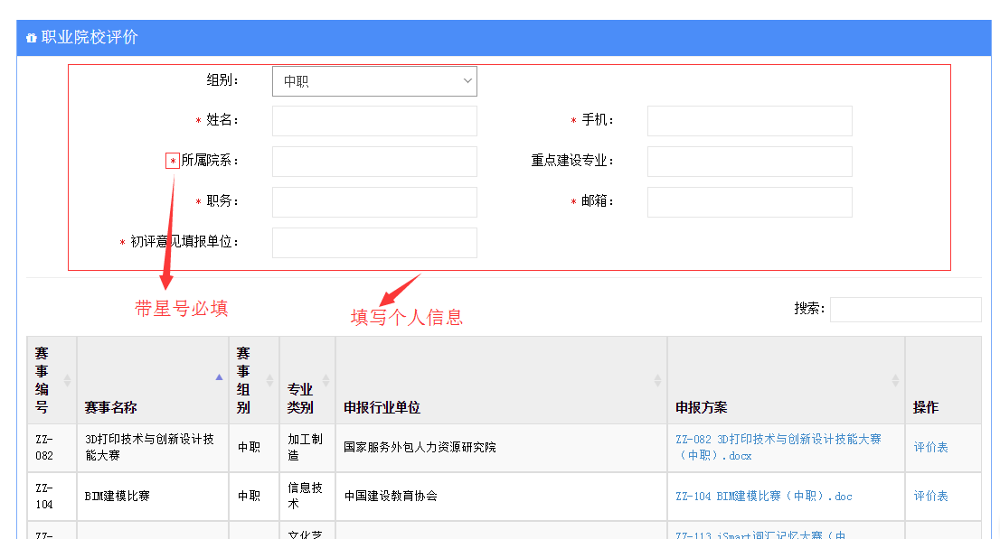 职业院校评价
组别：
中职
* 姓名：
* 手机：
* 所属院系：
重点建设专业：
* 职务：
* 邮箱：
* 初评意见填报单位：
带星号必填
填写个人信息
搜索:
赛事编号
赛事名称
赛事组别
专业类别
申报行业单位
申报方案
操作
ZZ-082
3D打印技术与创新设计技能大赛
中职
加工制造
国家服务外包人力资源研究院
ZZ-082 3D打印技术与创新设计技能大赛（中职）.docx
评价表
ZZ-104
BIM建模比赛
中职
信息技术
中国建设教育协会
ZZ-104 BIM建模比赛（中职）.doc
评价表
ZZ-
文化艺
ZZ-113 iSmart词汇记忆大赛（中